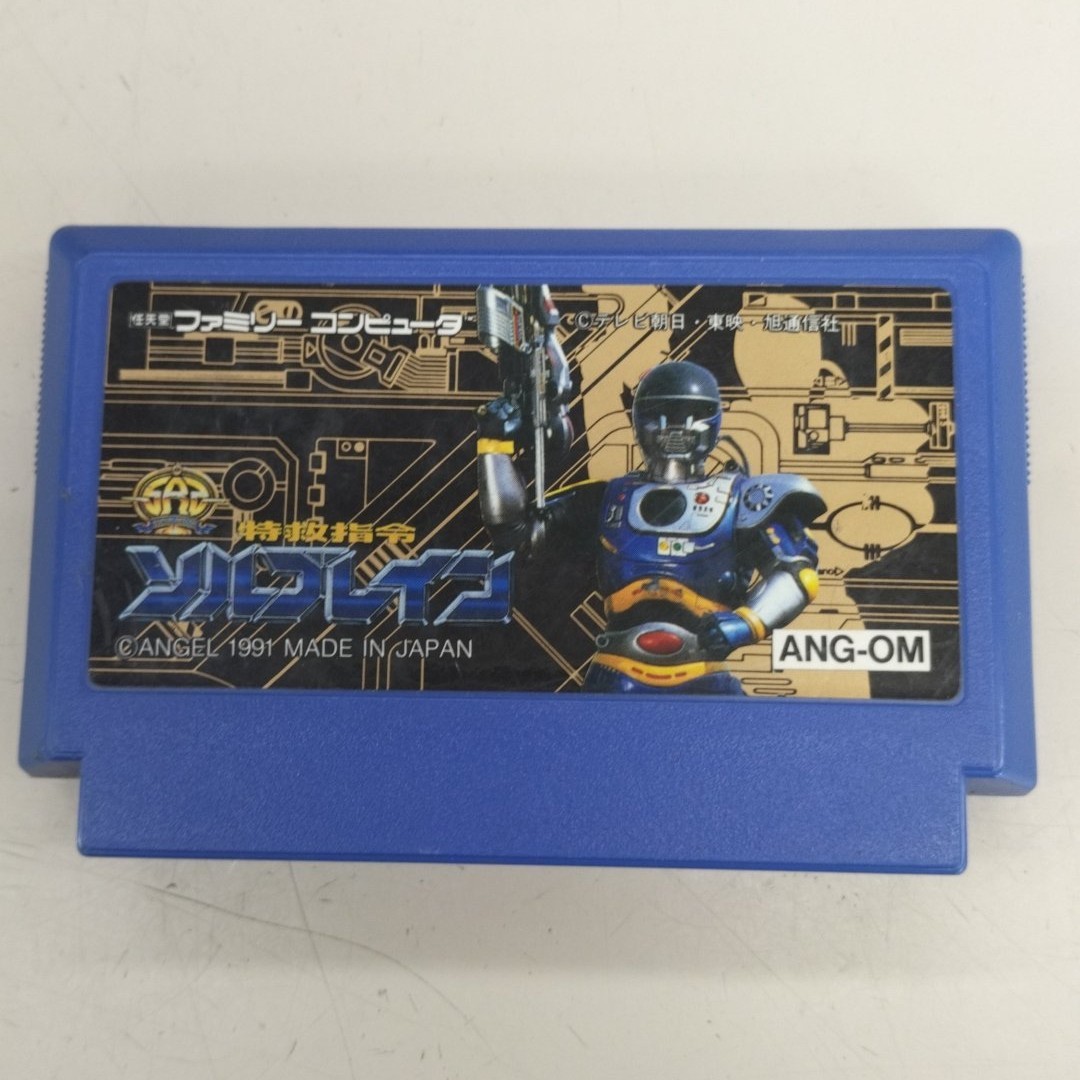 任天堂 ファミリー コンピュータ
©テレビ朝日・東映・旭通信社
特救指令
ソルブレイン
©ANGEL 1991 MADE IN JAPAN
ANG-OM